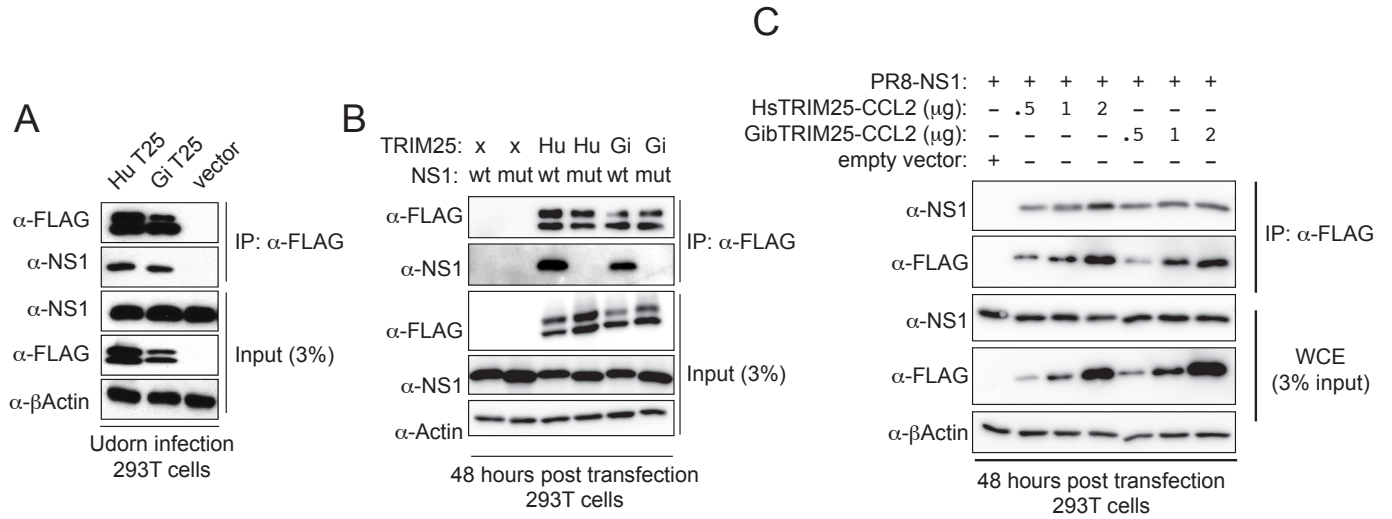 A
Hu T25
Gi T25
vector
α-FLAG
α-NS1
IP: α-FLAG
α-NS1
α-FLAG
α-βActin
Input (3%)
Udorn infection
293T cells
B
TRIM25: x x Hu Hu Gi Gi
NS1: wt mut wt mut wt mut
α-FLAG
α-NS1
IP: α-FLAG
α-FLAG
α-NS1
α-Actin
Input (3%)
48 hours post transfection
293T cells
C
PR8-NS1: + + + + + + +
HsTRIM25-CCL2 (μg): – .5 1 2 – – –
GibTRIM25-CCL2 (μg): – – – – .5 1 2
empty vector: + – – – – – –
α-NS1
α-FLAG
IP: α-FLAG
α-NS1
α-FLAG
α-βActin
WCE
(3% input)
48 hours post transfection
293T cells